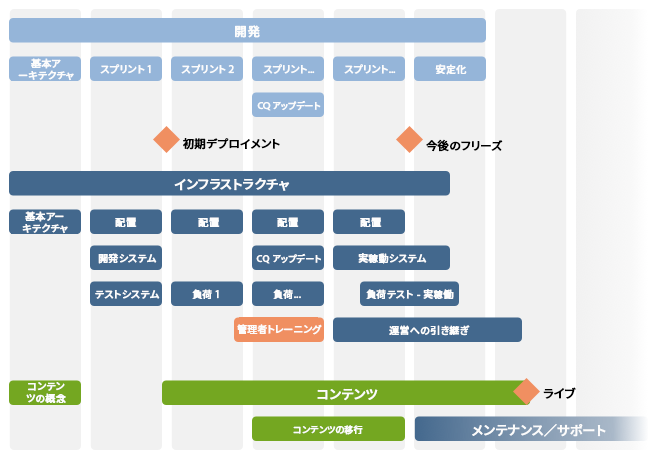 開発
基本ア
ーキテクチャ
スプリント 1
スプリント 2
スプリント...
スプリント...
安定化
CQ アップデート
初期デプロイメント
今後のフリーズ
インフラストラクチャ
基本アー
キテクチャ
配置
配置
配置
配置
開発システム
CQ アップデート
実稼動システム
テストシステム
負荷 1
負荷...
負荷テスト - 実稼働
管理者トレーニング
運営への引き継ぎ
コンテン
ツの概念
コンテンツ
ライブ
コンテンツの移行
メンテナンス／サポート